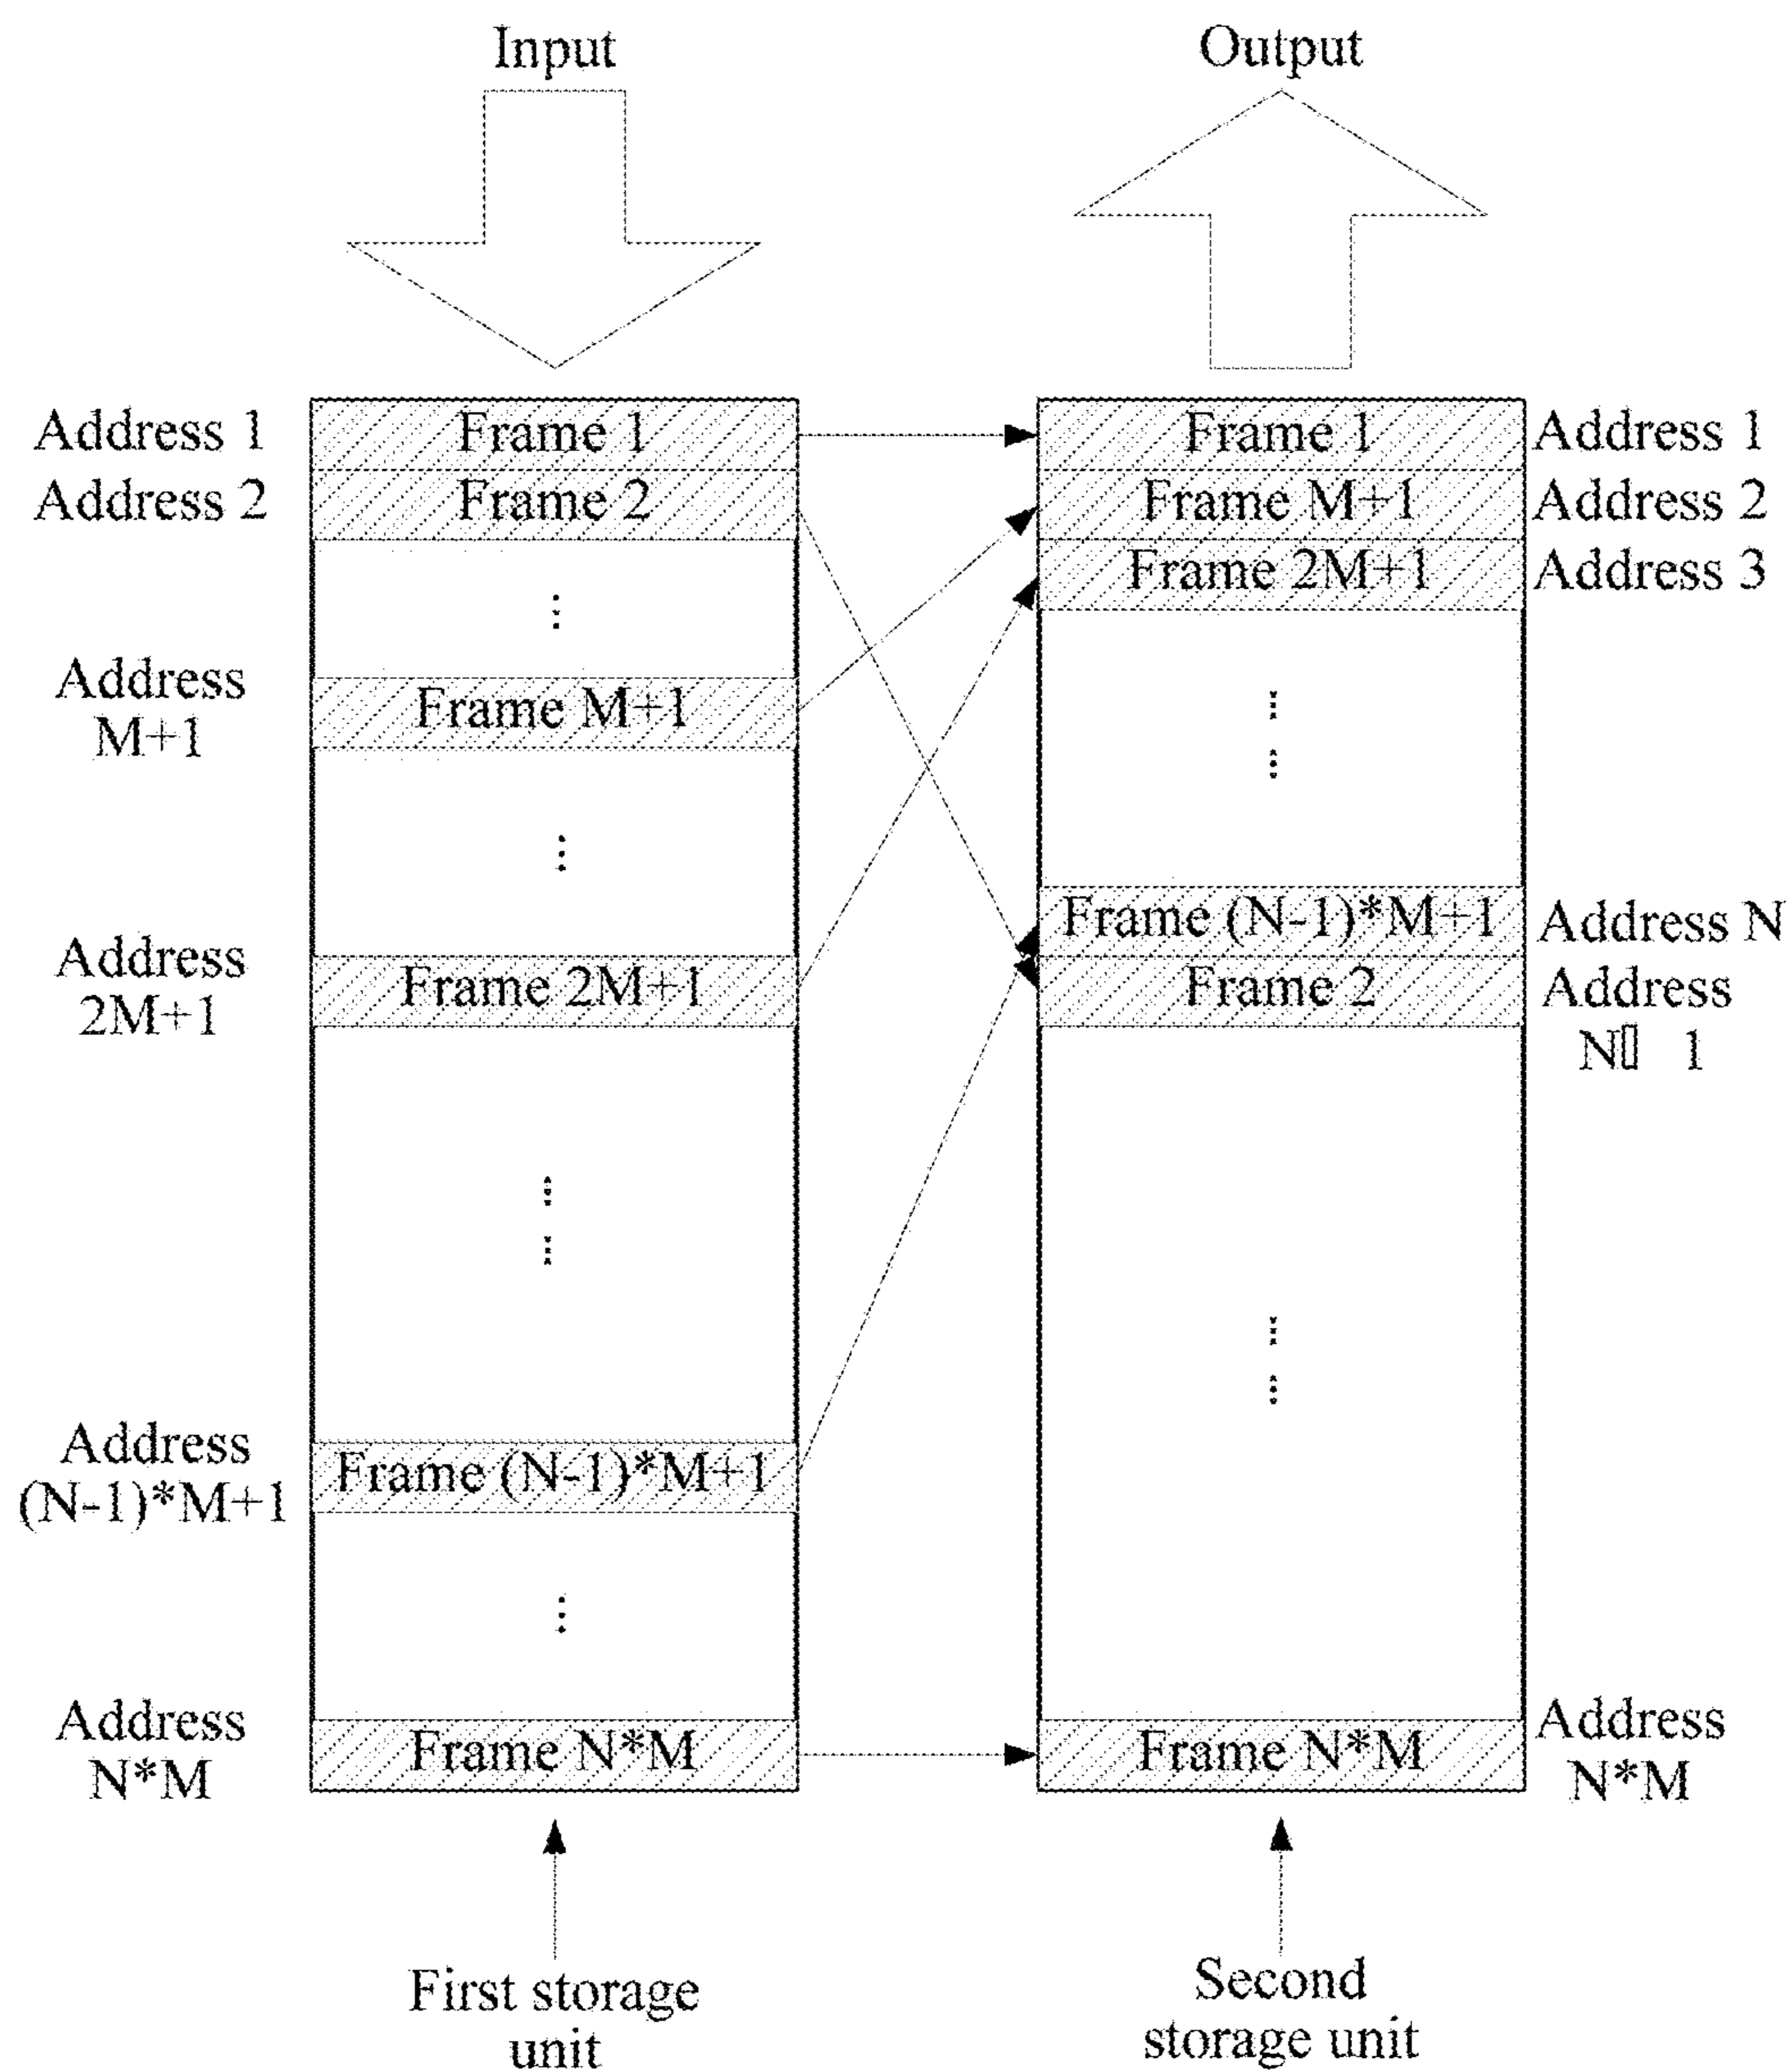 Input
Output
Address 1
Frame 1
Frame 1
Address 1
Address 2
Frame 2
Frame M+1
Address 2
Frame 2M+1
Address 3
Address
M+1
Frame M+1
Frame (N-1)*M+1
Address N
Address
2M+1
Frame 2M+1
Frame 2
Address
N▯ 1
Address
(N-1)*M+1
Frame (N-1)*M+1
Address
N*M
Frame N*M
Frame N*M
Address
N*M
First storage
unit
Second
storage unit